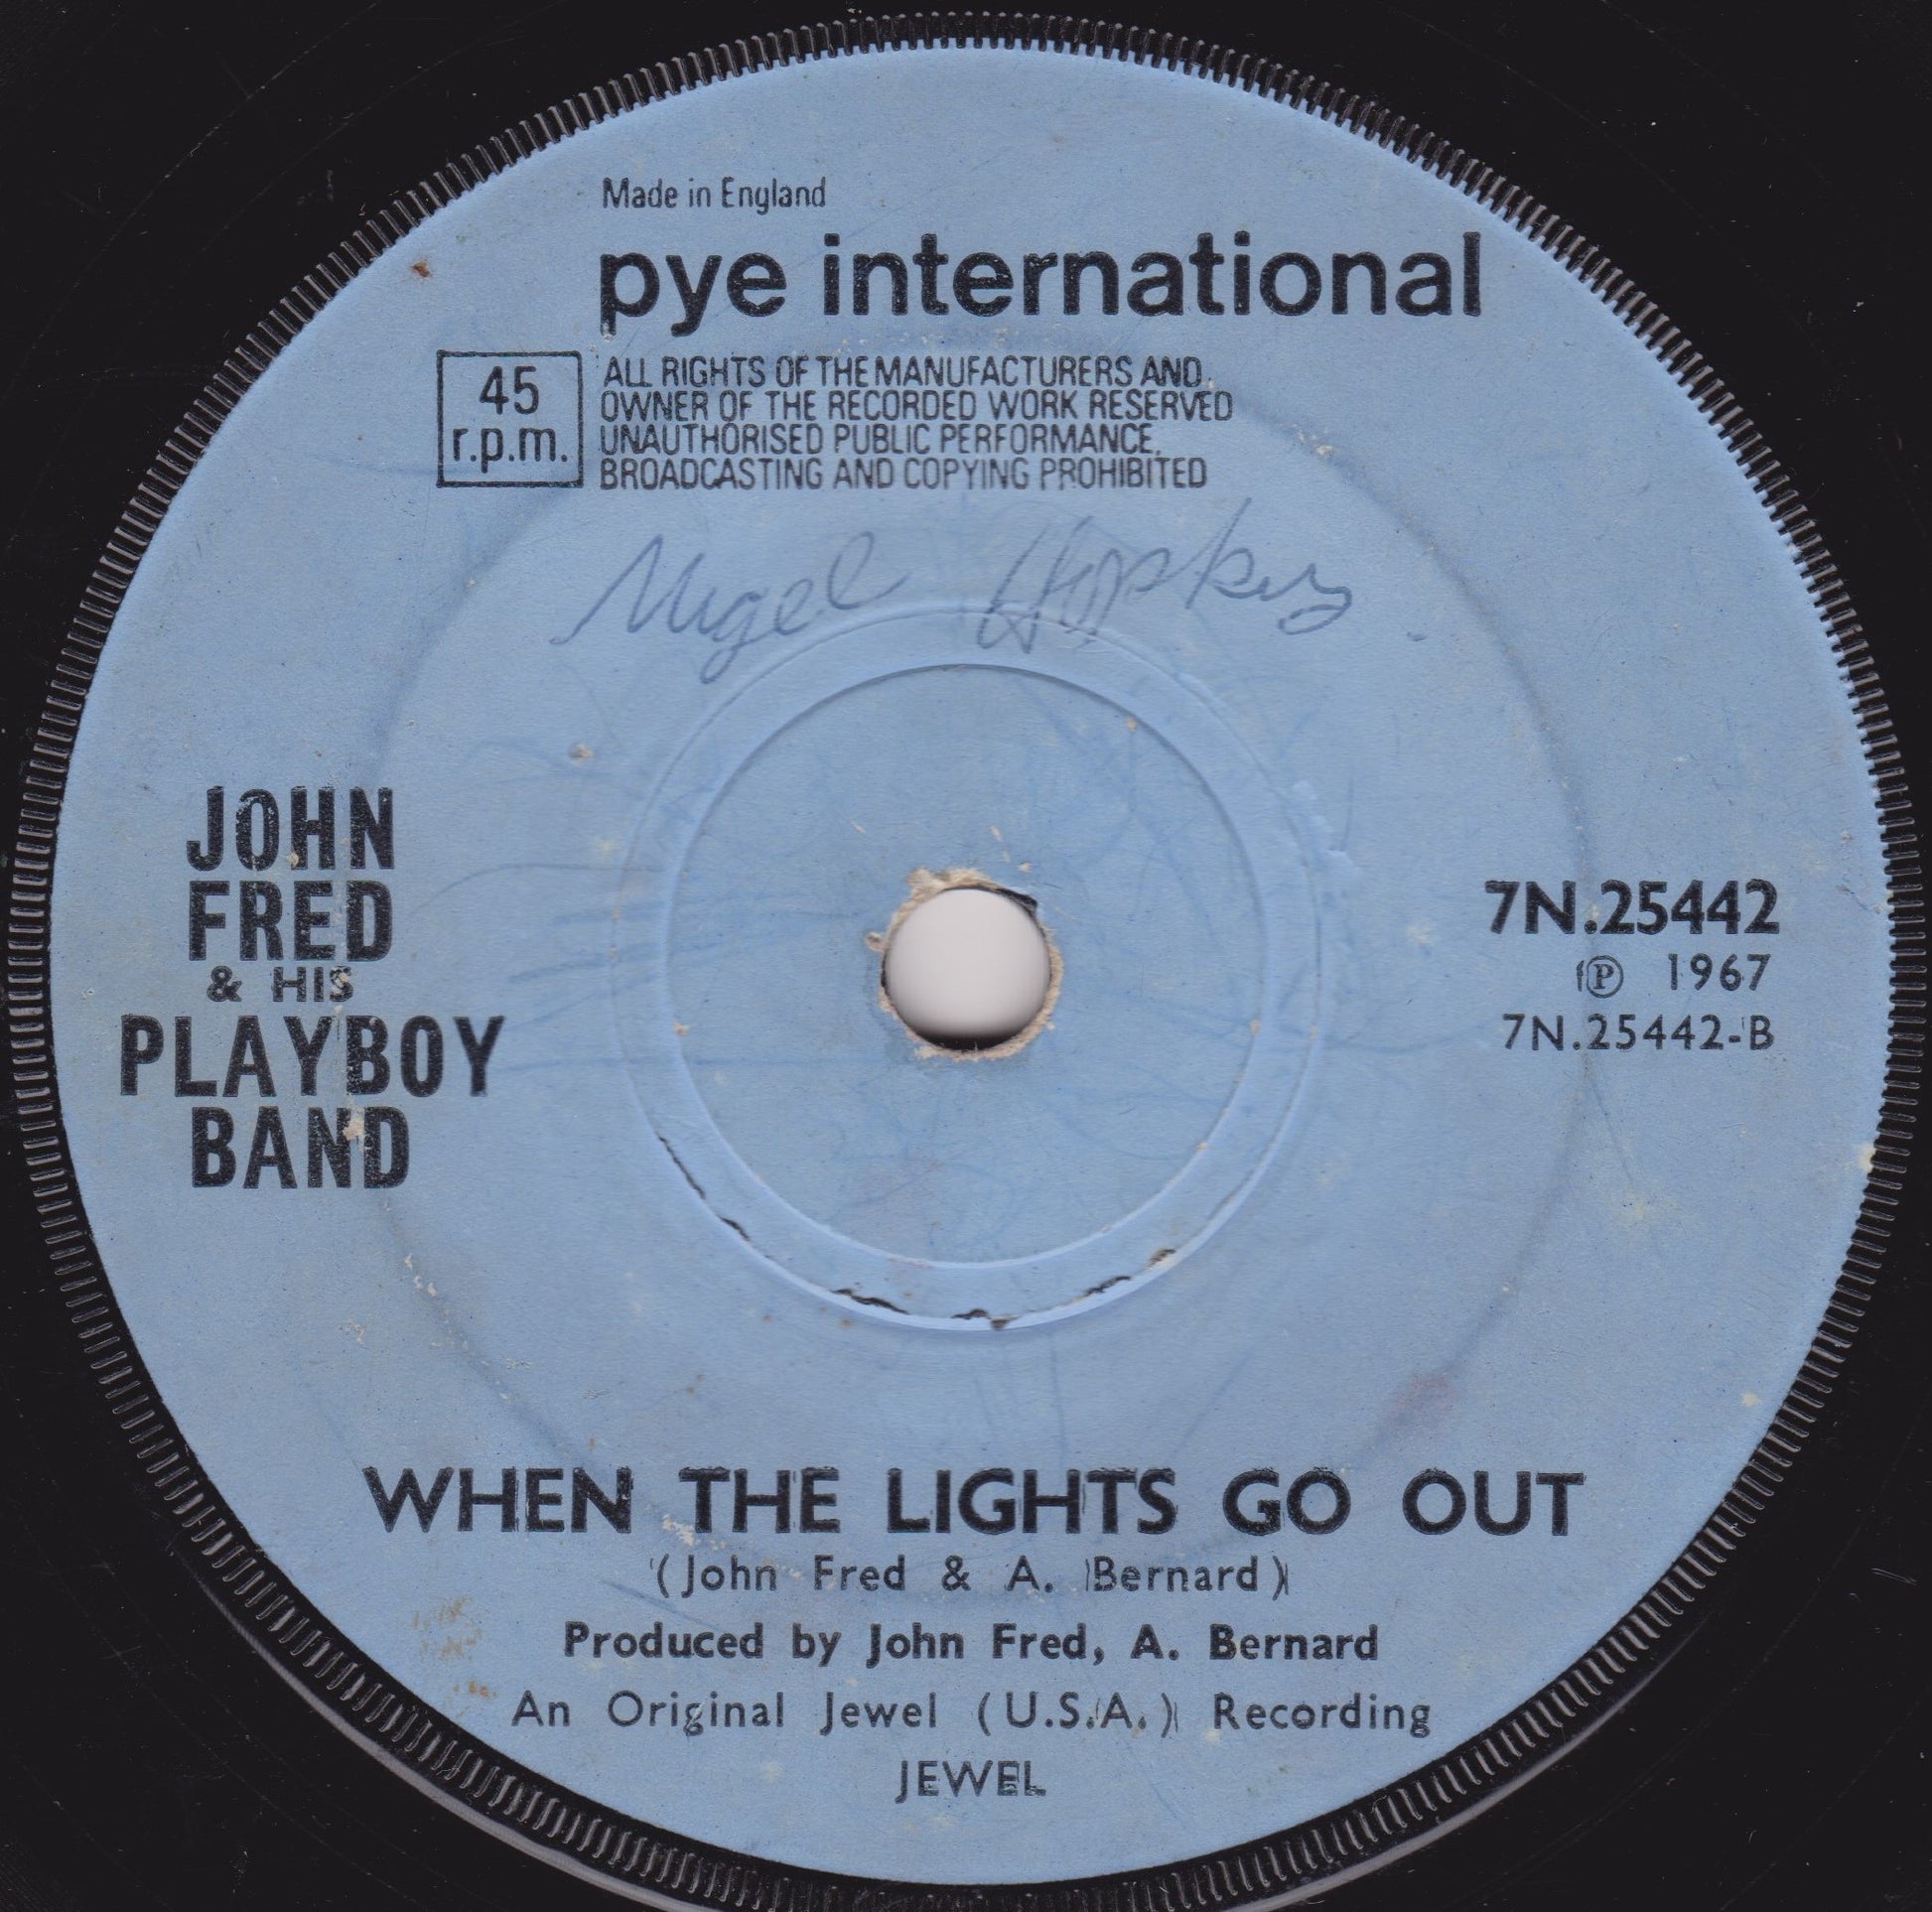 Made in England
pye international
45
r.p.m.
ALL RIGHTS OF THE MANUFACTURERS AND
OWNER OF THE RECORDED WORK RESERVED
UNAUTHORISED PUBLIC PERFORMANCE,
BROADCASTING AND COPYING PROHIBITED
Nigel
JOHN
FRED
& HIS
PLAYBOY
BAND
7N.25442
Ⓟ 1967
7N.25442-B
WHEN THE LIGHTS GO OUT
(John Fred & A. Bernard)
Produced by John Fred, A. Bernard
An Original Jewel (U.S.A.) Recording
JEWEL